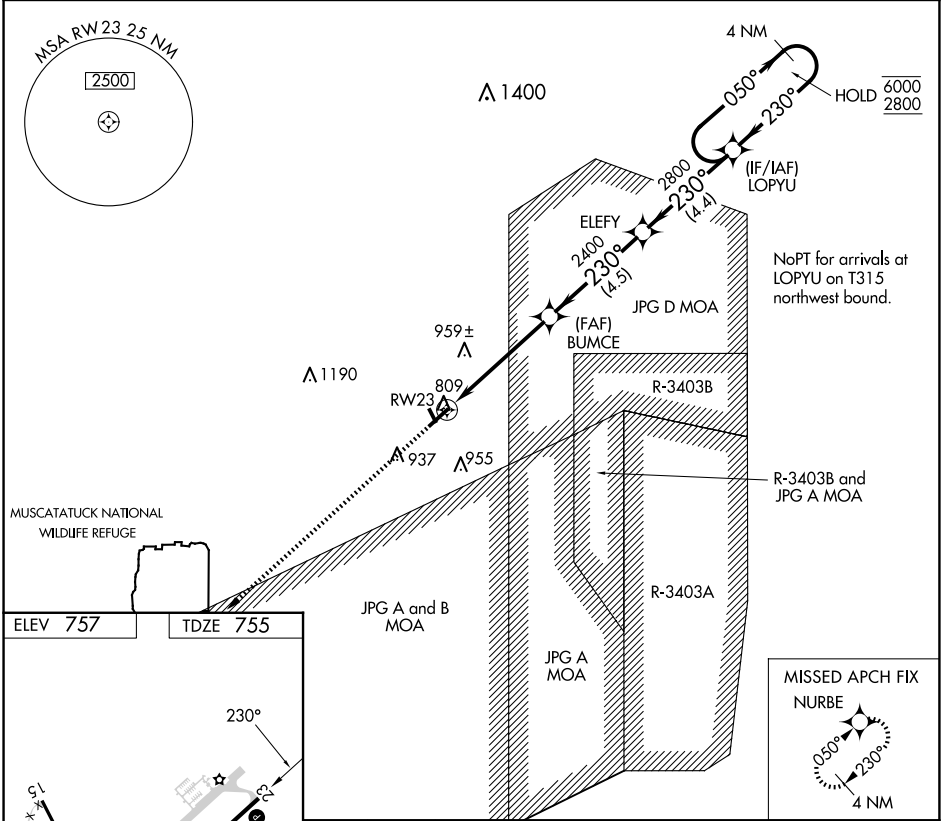 MSA RW23 25 NM
2500
1400
4 NM
050°
230°
HOLD
6000
2800
(IF/IAF)
LOPYU
2800
230°
(4.4)
ELEFY
2400
230°
(4.5)
NoPT for arrivals at
LOPYU on T315
northwest bound.
JPG D MOA
(FAF)
BUMCE
959±
1190
809
RW23
R-3403B
937
955
R-3403B and
JPG A MOA
MUSCATATUCK NATIONAL
WILDLIFE REFUGE
R-3403A
JPG A and B
MOA
JPG A
MOA
ELEV 757
TDZE 755
230°
23
15
P
MISSED APCH FIX
NURBE
050°
230°
4 NM